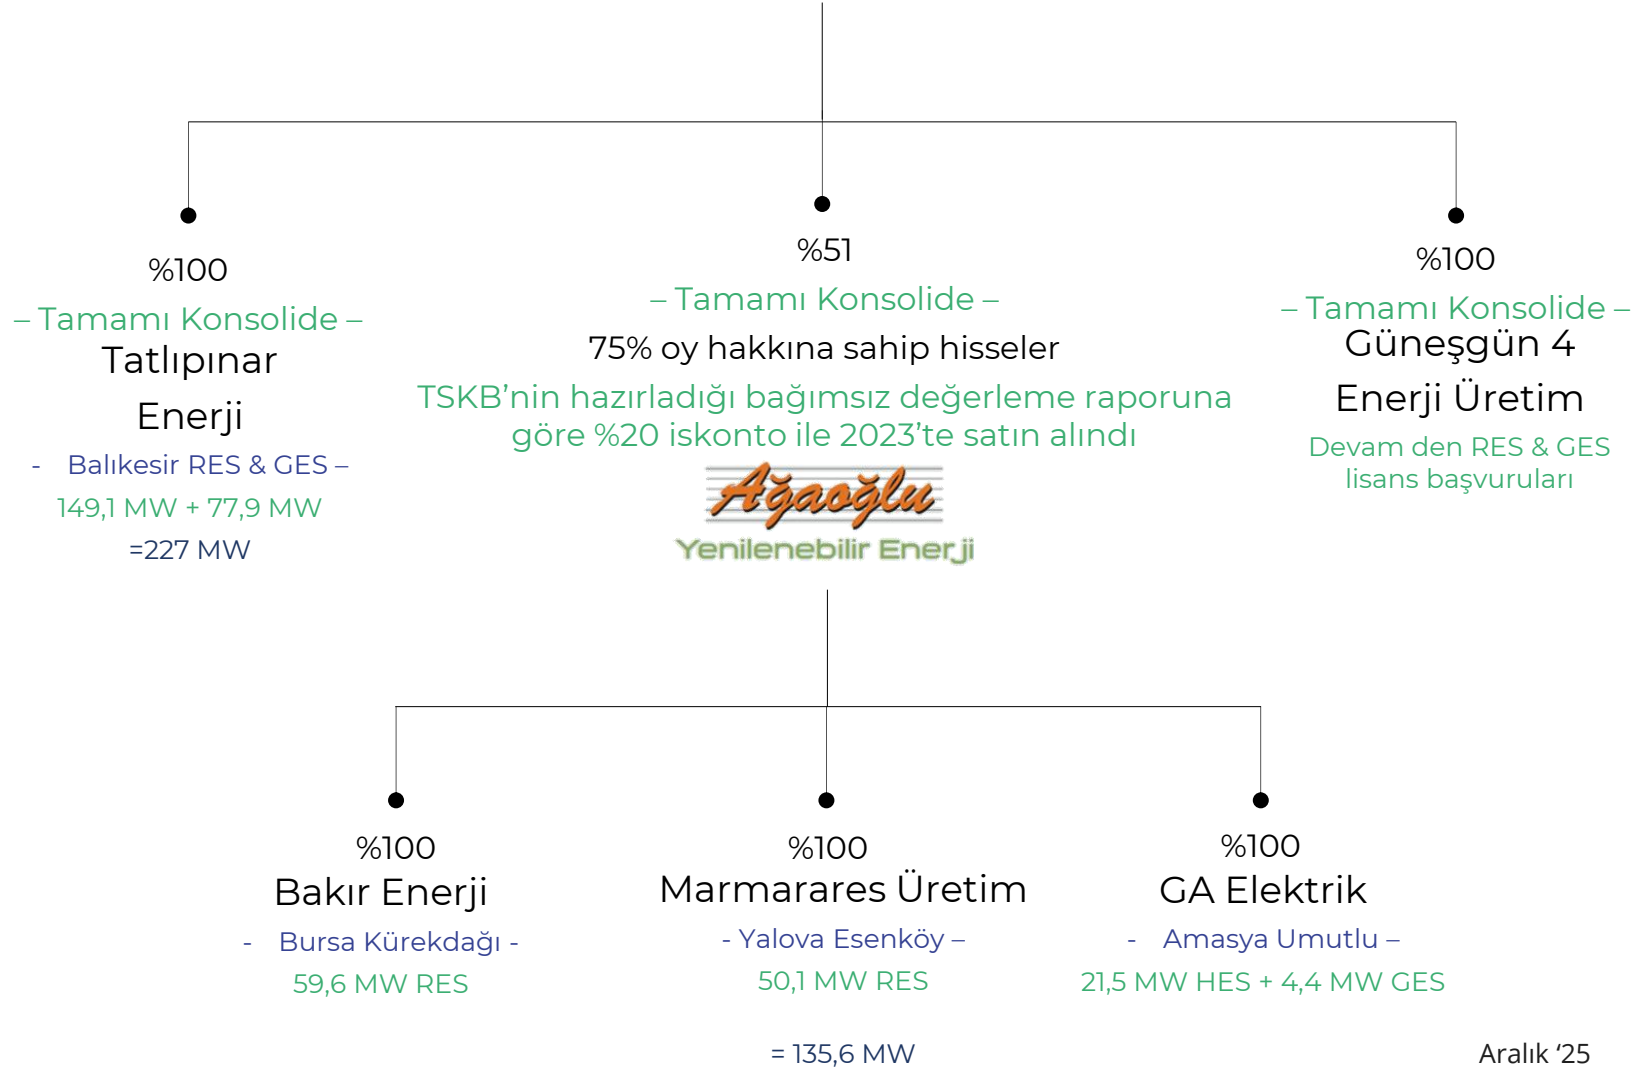 %100
– Tamamı Konsolide –
Tatlıpınar
Enerji
- Balıkesir RES & GES –
149,1 MW + 77,9 MW
=227 MW
%51
– Tamamı Konsolide –
75% oy hakkına sahip hisseler
TSKB’nin hazırladığı bağımsız değerleme raporuna
göre %20 iskonto ile 2023’te satın alındı
Ağaoğlu
Yenilenebilir Enerji
%100
– Tamamı Konsolide –
Güneşgün 4
Enerji Üretim
Devam den RES & GES
lisans başvuruları
%100
Bakır Enerji
- Bursa Kürekdağı -
59,6 MW RES
%100
Marmarares Üretim
- Yalova Esenköy –
50,1 MW RES
%100
GA Elektrik
- Amasya Umutlu –
21,5 MW HES + 4,4 MW GES
= 135,6 MW
Aralık ‘25